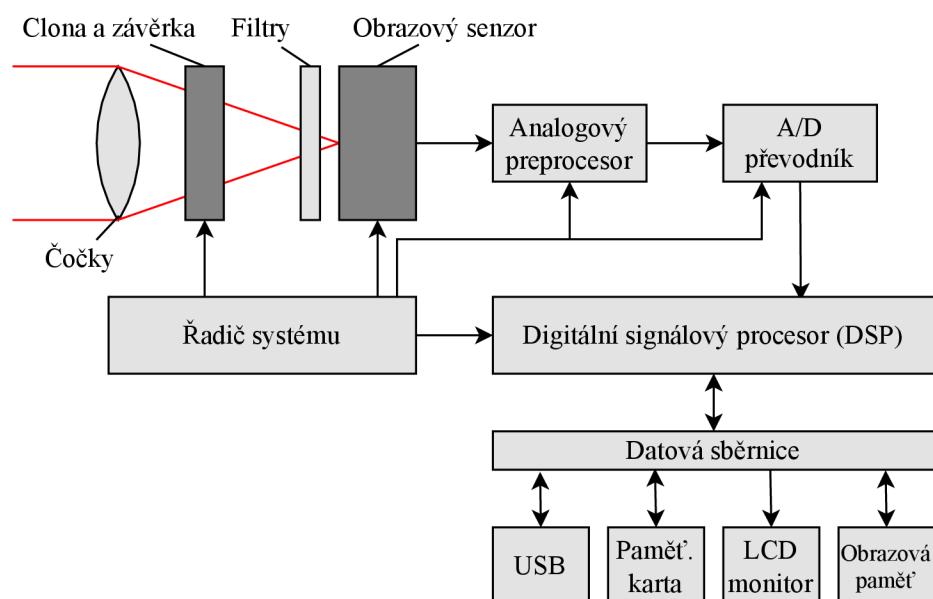 Clona a závěrka
Filtry
Obrazový senzor
Analogový
preprocesor
A/D
převodník
Čočky
Řadič systému
Digitální signálový procesor (DSP)
Datová sběrnice
USB
Paměť.
karta
LCD
monitor
Obrazová
paměť